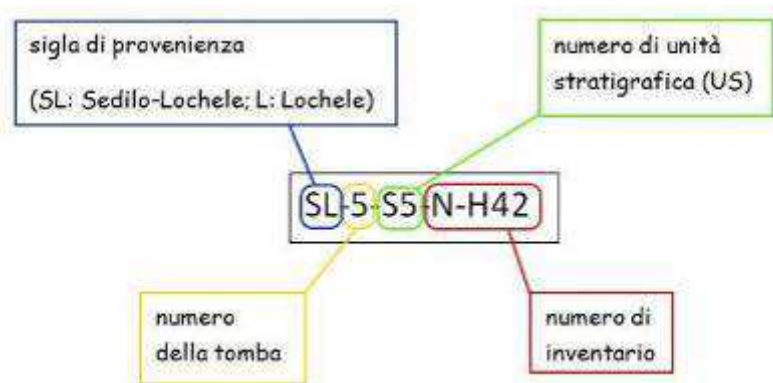 sigla di provenienza
(SL: Sedilo-Lochele; L: Lochele)
numero di unità
stratigrafica (US)
SL-5-S5-N-H42
numero
della tomba
numero di
inventario